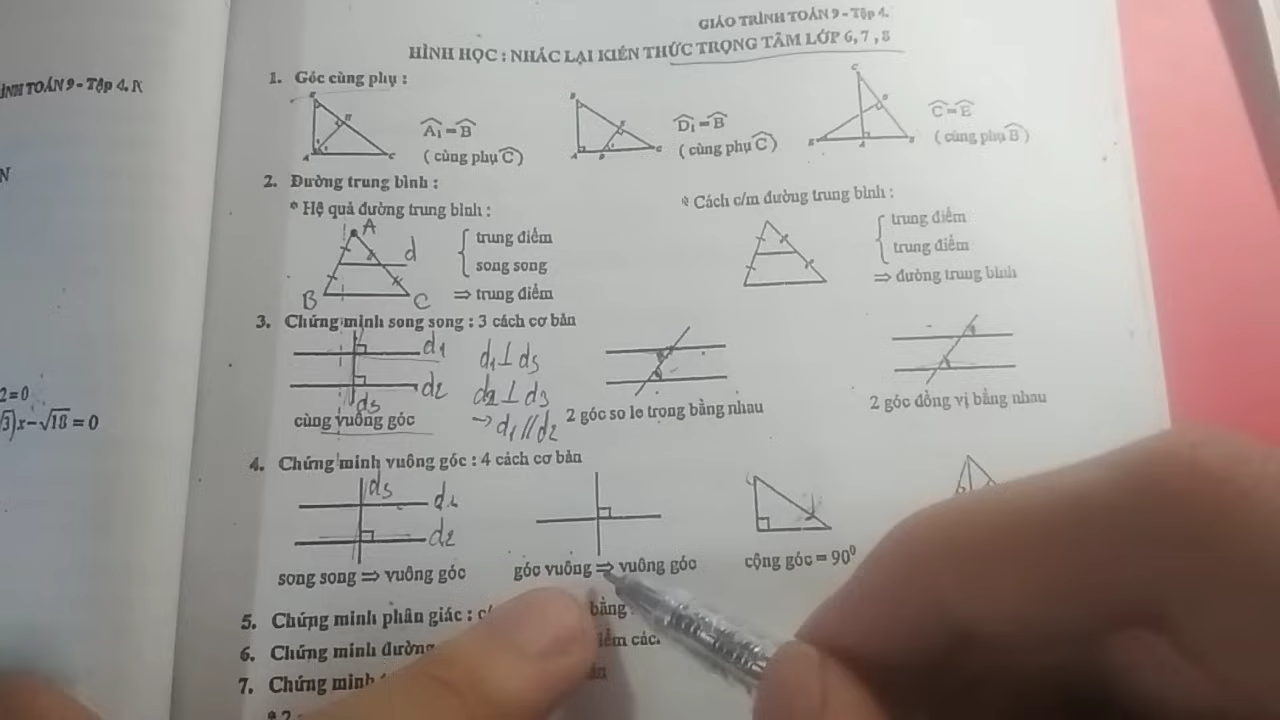 GIÁO TRÌNH TOÁN 9 - Tập 4.
HÌNH HỌC : NHẮC LẠI KIẾN THỨC TRỌNG TÂM LỚP 6, 7 , 8
ÌNH TOÁN 9 - Tập 4.
1. Góc cùng phụ :
Â₁ = B̂
( cùng phụ Ĉ )
D̂₁ = B̂
( cùng phụ Ĉ )
Ĉ = Ê
( cùng phụ B̂ )
N
2. Đường trung bình :
* Hệ quả đường trung bình :
A
d
B
C
trung điểm
song song
⇒ trung điểm
* Cách c/m đường trung bình :
trung điểm
trung điểm
⇒ đường trung bình
3. Chứng minh song song : 3 cách cơ bản
d1
d2
d3
cùng vuông góc
d1 ⊥ d3
d2 ⊥ d3
→ d1 // d2
2 góc so le trong bằng nhau
2 góc đồng vị bằng nhau
2 = 0
√3)x − √18 = 0
4. Chứng minh vuông góc : 4 cách cơ bản
d3
d2
song song ⇒ vuông góc
góc vuông ⇒ vuông góc
cộng góc = 90⁰
5. Chứng minh phân giác : c/ bằng
6. Chứng minh đường
7. Chứng minh